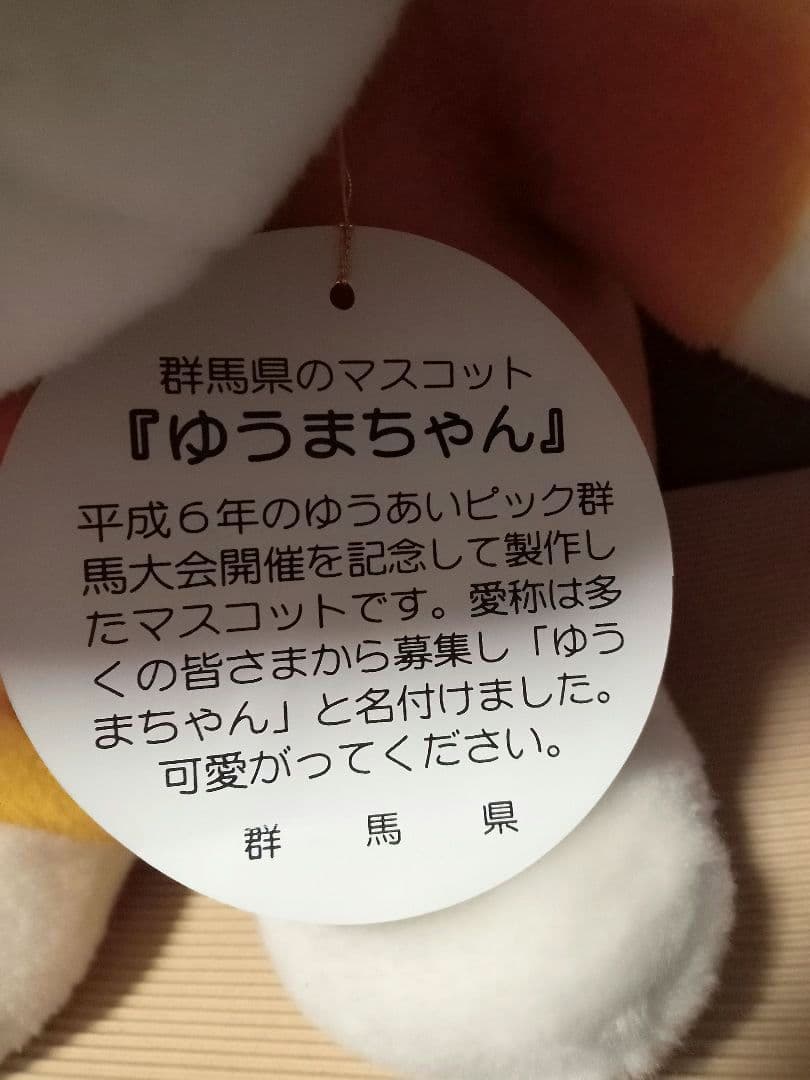 群馬県のマスコット
『ゆうまちゃん』
平成6年のゆうあいピック群
馬大会開催を記念して製作し
たマスコットです。愛称は多
くの皆さまから募集し「ゆう
まちゃん」と名付けました。
可愛がってください。
群　馬　県